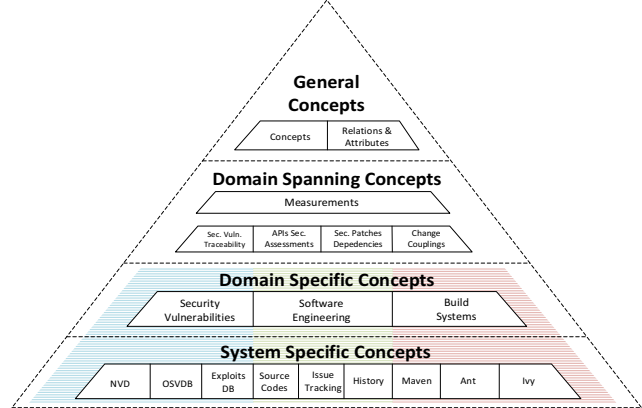 General
Concepts
Concepts
Relations &
Attributes
Domain Spanning Concepts
Measurements
Sec. Vuln.
Traceability
APIs Sec.
Assessments
Sec. Patches
Depedencies
Change
Couplings
Domain Specific Concepts
Security
Vulnerabilities
Software
Engineering
Build
Systems
System Specific Concepts
NVD
OSVDB
Exploits
DB
Source
Codes
Issue
Tracking
History
Maven
Ant
Ivy